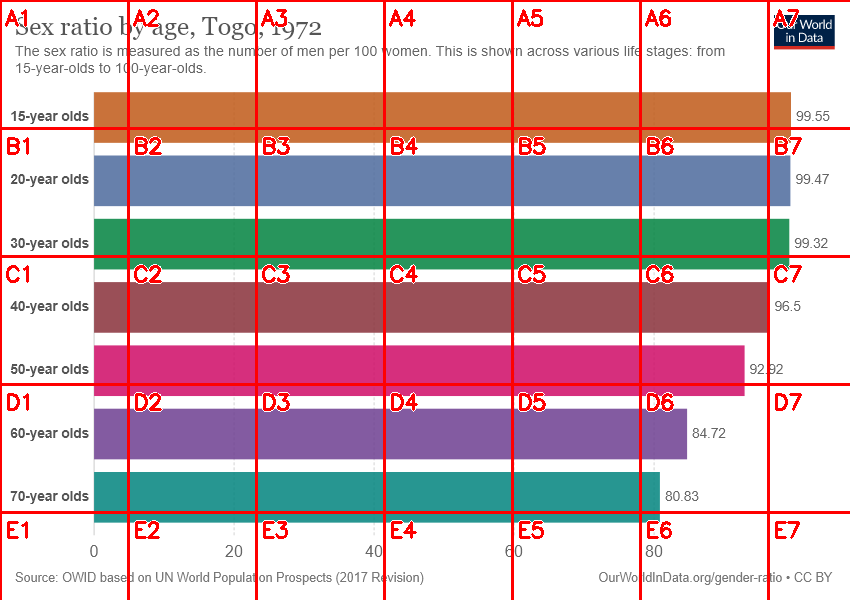 Sex ratio by age, Togo, 1972
Our World
in Data
The sex ratio is measured as the number of men per 100 women. This is shown across various life stages: from
15-year-olds to 100-year-olds.
15-year olds 99.55
20-year olds 99.47
30-year olds 99.32
40-year olds 96.5
50-year olds 92.92
60-year olds 84.72
70-year olds 80.83
0 20 40 60 80
Source: OWID based on UN World Population Prospects (2017 Revision)
OurWorldInData.org/gender-ratio • CC BY
A1 A2 A3 A4 A5 A6 A7
B1 B2 B3 B4 B5 B6 B7
C1 C2 C3 C4 C5 C6 C7
D1 D2 D3 D4 D5 D6 D7
E1 E2 E3 E4 E5 E6 E7